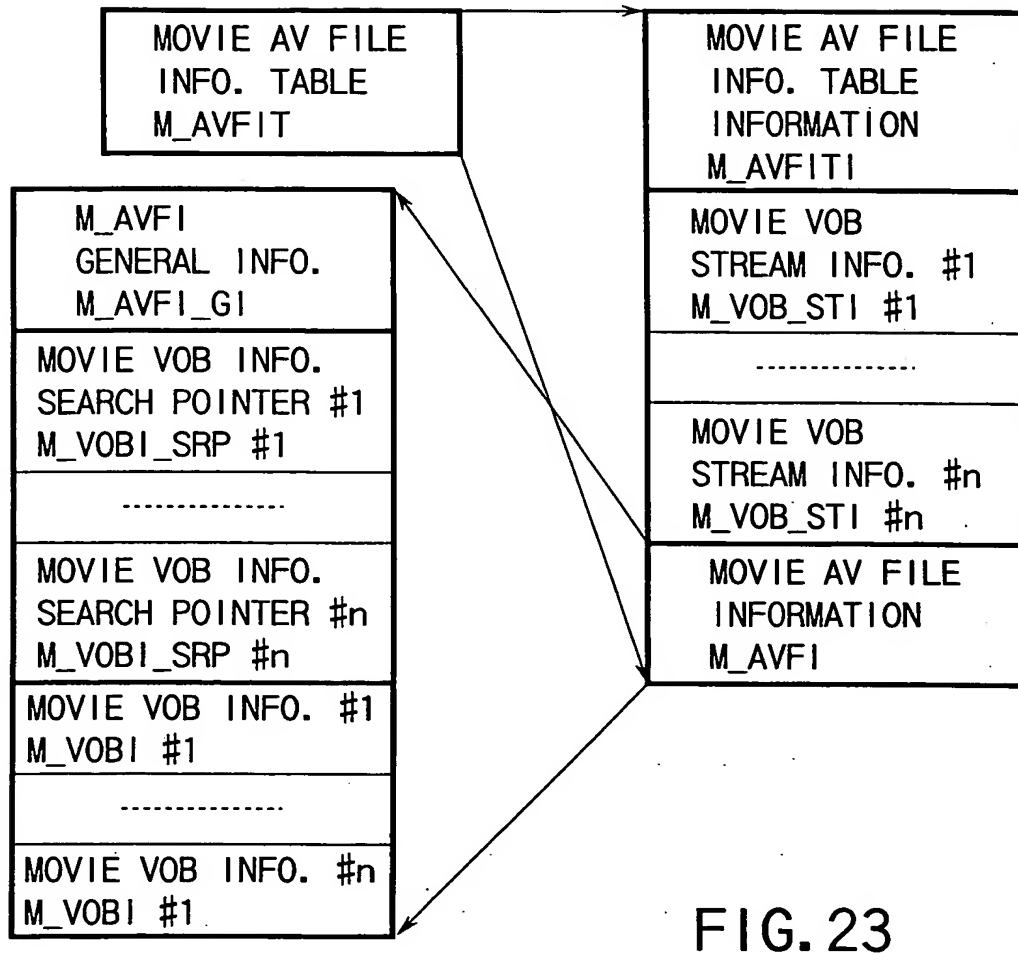 MOVIE AV FILE
INFO. TABLE
M_AVFIT
MOVIE AV FILE
INFO. TABLE
INFORMATION
M_AVFITI
MOVIE VOB
STREAM INFO. #1
M_VOB_STI #1
MOVIE VOB
STREAM INFO. #n
M_VOB_STI #n
MOVIE AV FILE
INFORMATION
M_AVFI
M_AVFI
GENERAL INFO.
M_AVFI_GI
MOVIE VOB INFO.
SEARCH POINTER #1
M_VOBI_SRP #1
MOVIE VOB INFO.
SEARCH POINTER #n
M_VOBI_SRP #n
MOVIE VOB INFO. #1
M_VOBI #1
MOVIE VOB INFO. #n
M_VOBI #1
FIG. 23